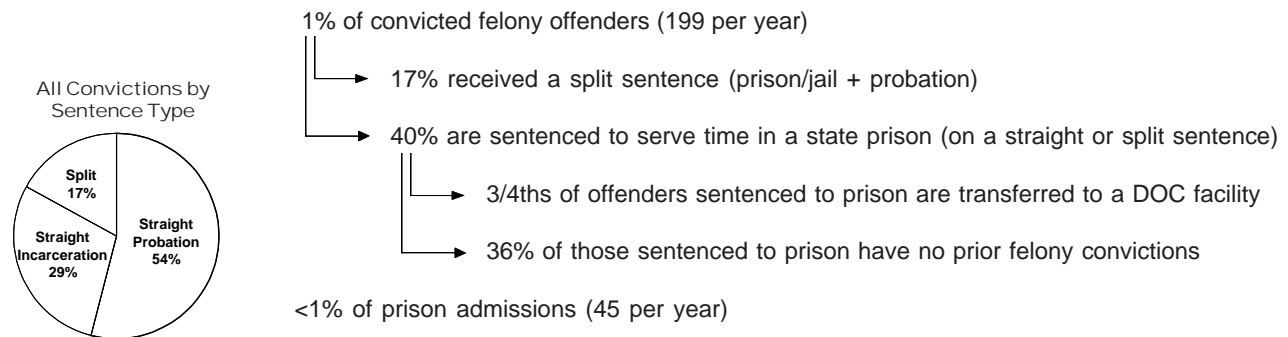 1% of convicted felony offenders (199 per year)
17% received a split sentence (prison/jail + probation)
40% are sentenced to serve time in a state prison (on a straight or split sentence)
3/4ths of offenders sentenced to prison are transferred to a DOC facility
36% of those sentenced to prison have no prior felony convictions
<1% of prison admissions (45 per year)
All Convictions by
Sentence Type
Split
17%
Straight
Probation
54%
Straight
Incarceration
29%